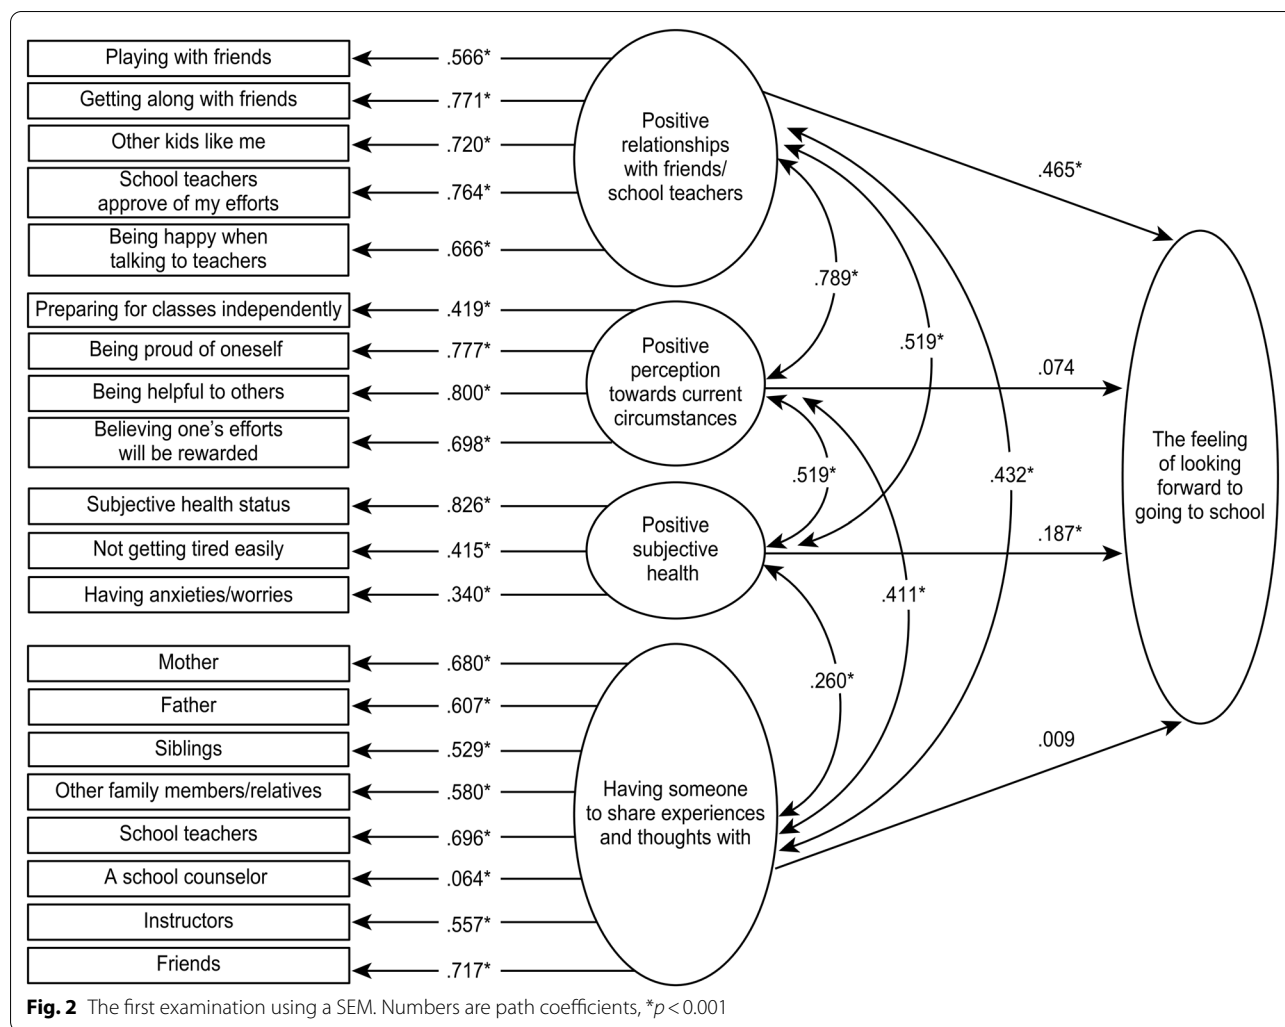 Playing with friends
.566*
Getting along with friends
.771*
Other kids like me
.720*
School teachers
approve of my efforts
.764*
Being happy when
talking to teachers
.666*
Positive
relationships
with friends/
school teachers
.465*
Preparing for classes independently
.419*
Being proud of oneself
.777*
Being helpful to others
.800*
Believing one's efforts
will be rewarded
.698*
Positive
perception
towards current
circumstances
.789*
.519*
.074
Subjective health status
.826*
Not getting tired easily
.415*
Having anxieties/worries
.340*
Positive
subjective
health
.519*
.432*
.187*
.411*
.260*
The feeling
of looking
forward to
going to school
Mother
.680*
Father
.607*
Siblings
.529*
Other family members/relatives
.580*
School teachers
.696*
A school counselor
.064*
Instructors
.557*
Friends
.717*
Having someone
to share experiences
and thoughts with
.009
Fig. 2 The first examination using a SEM. Numbers are path coefficients, *p < 0.001